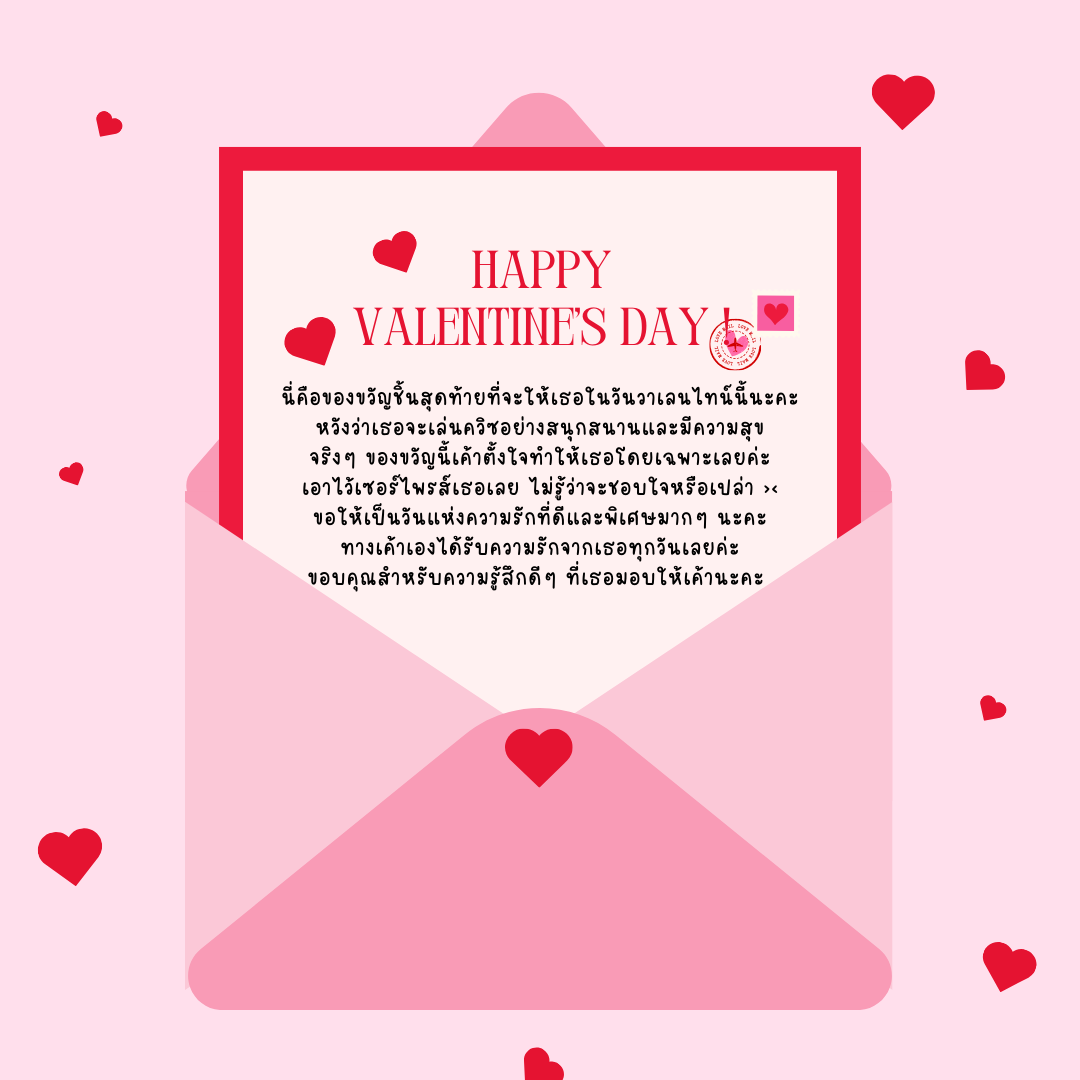 HAPPY
VALENTINE'S DAY !
นี่คือของขวัญชิ้นสุดท้ายที่จะให้เธอในวันวาเลนไทน์นี้นะคะ
หวังว่าเธอจะเล่นควิซอย่างสนุกสนานและมีความสุข
จริงๆ ของขวัญนี้เค้าตั้งใจทำให้เธอโดยเฉพาะเลยค่ะ
เอาไว้เซอร์ไพรส์เธอเลย ไม่รู้ว่าจะชอบใจหรือเปล่า ><
ขอให้เป็นวันแห่งความรักที่ดีและพิเศษมากๆ นะคะ
ทางเค้าเองได้รับความรักจากเธอทุกวันเลยค่ะ
ขอบคุณสำหรับความรู้สึกดีๆ ที่เธอมอบให้เค้านะคะ